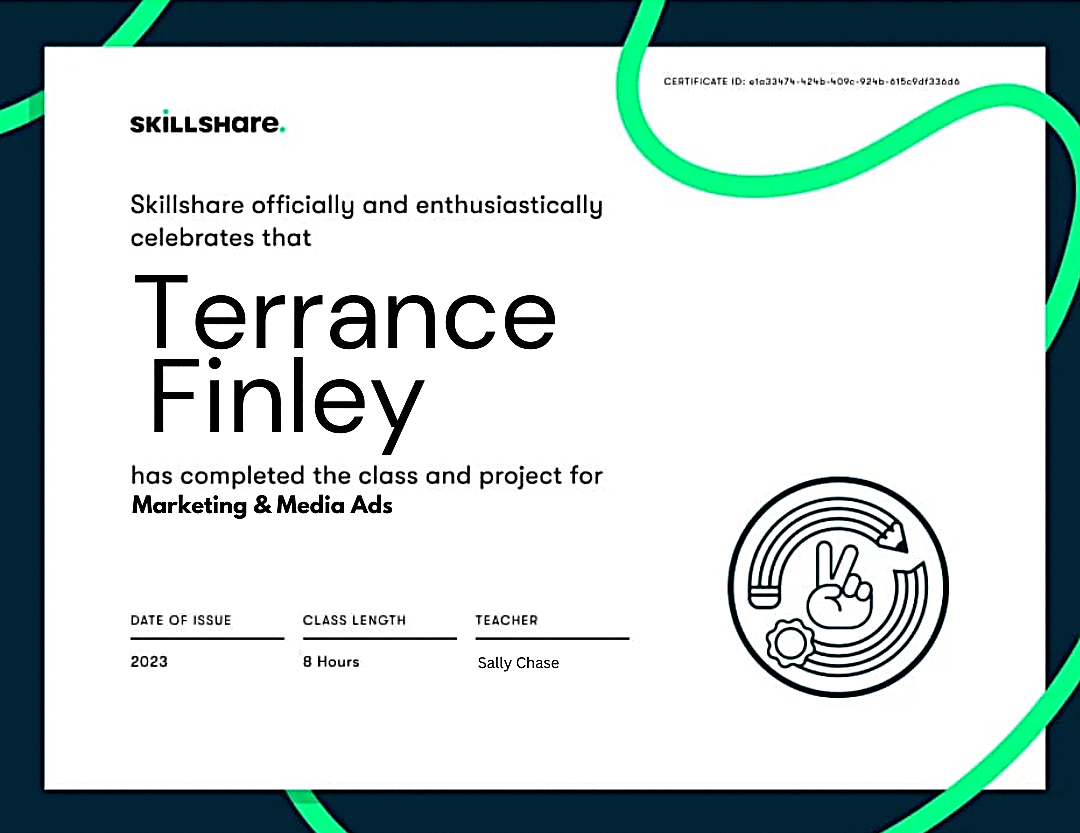 CERTIFICATE ID: e1a33474-424b-409c-924b-615c9df336d6
SKILLSHare.
Skillshare officially and enthusiastically
celebrates that
Terrance
Finley
has completed the class and project for
Marketing & Media Ads
DATE OF ISSUE CLASS LENGTH TEACHER
2023 8 Hours Sally Chase